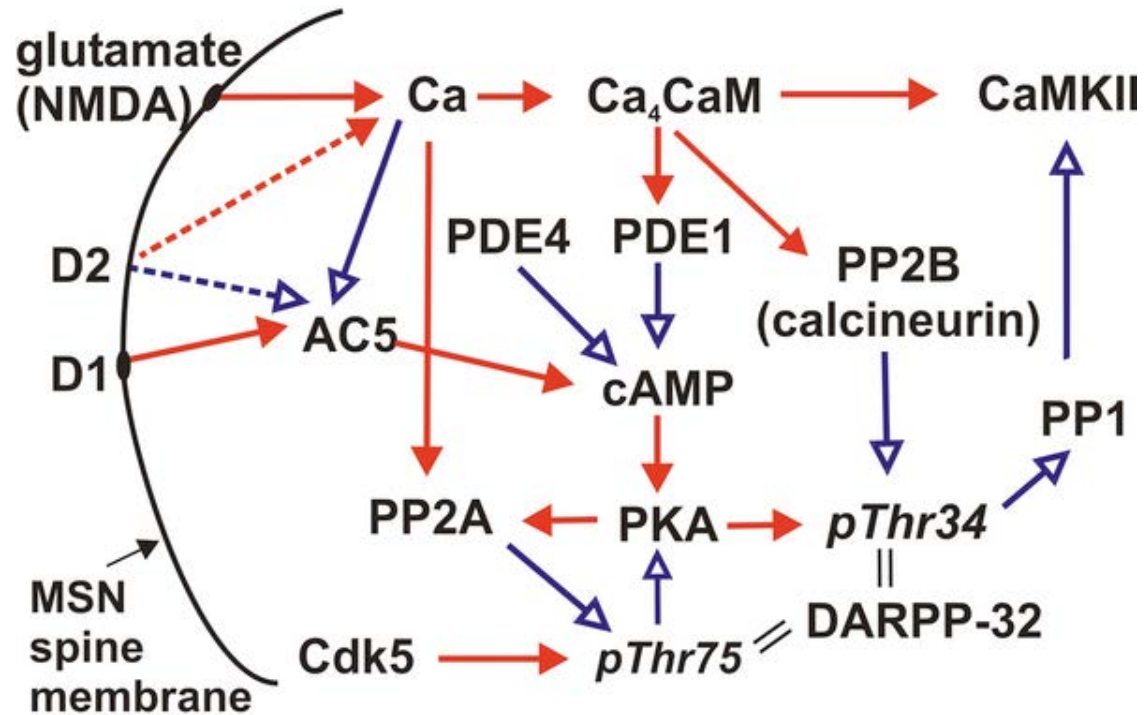 glutamate
(NMDA)
Ca
Ca₄CaM
CaMKII
D2
PDE4
PDE1
PP2B
(calcineurin)
AC5
D1
cAMP
PP1
PP2A
PKA
pThr34
MSN
spine
membrane
DARPP-32
Cdk5
pThr75